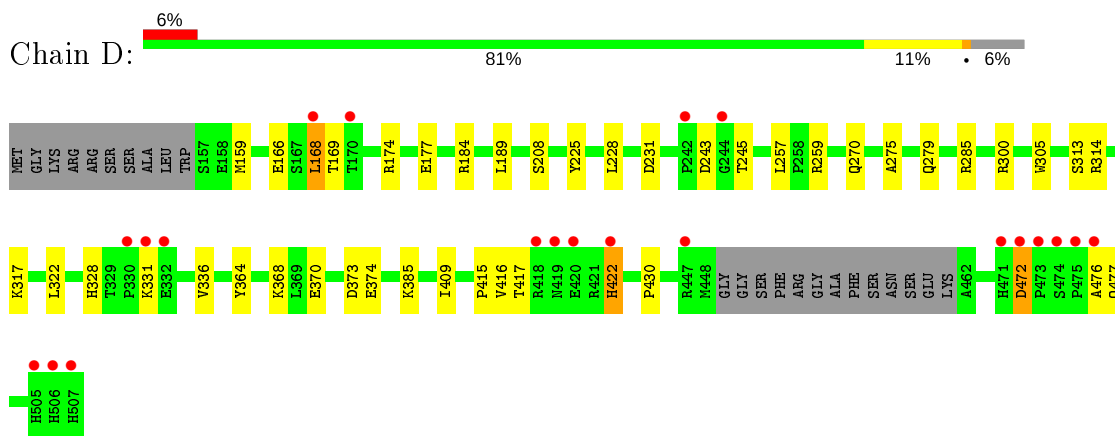 6%
Chain D:
81% 11% • 6%
MET GLY LYS ARG ARG SER SER ALA LEU TRP S157 E158 M159 E166 S167 L168 T169 T170 R174 E177 R184 L189 S208 Y225 L228 D231 P242 D243 G244 T245 L257 P258 R259 Q270 A275 Q279 R285 R300 W305 S313 R314
K317 L322 H328 T329 P330 K331 E332 V336 Y364 K368 L369 E370 D373 E374 K385 I409 P415 V416 T417 R418 N419 E420 R421 H422 P430 R447 M448 GLY GLY SER PHE ARG GLY ALA PHE SER ASN SER GLU LYS A462 H471 D472 P473 S474 P475 A476
H505 H506 H507